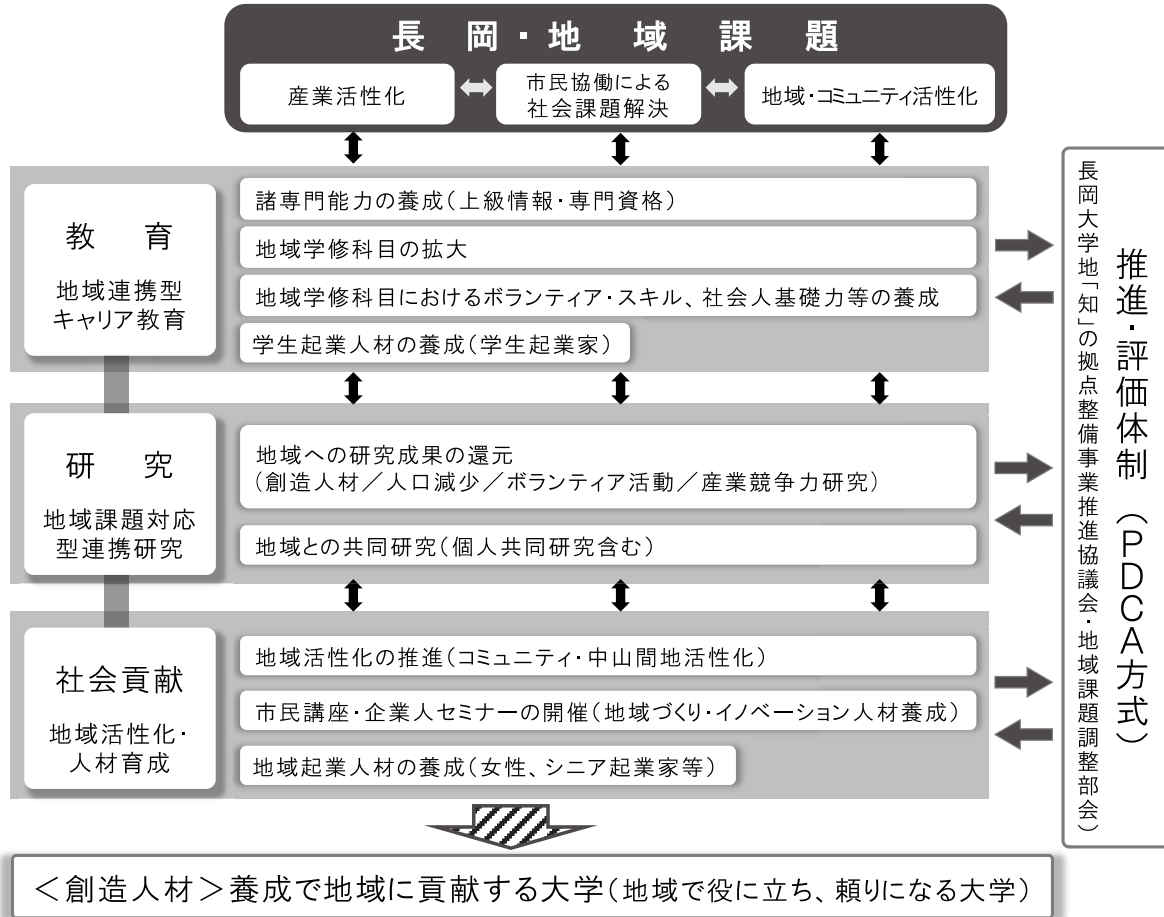 長岡・地域課題
産業活性化
市民協働による
社会課題解決
地域・コミュニティ活性化
教育
地域連携型
キャリア教育
諸専門能力の養成（上級情報・専門資格）
地域学修科目の拡大
地域学修科目におけるボランティア・スキル、社会人基礎力等の養成
学生起業人材の養成（学生起業家）
研究
地域課題対応
型連携研究
地域への研究成果の還元
（創造人材／人口減少／ボランティア活動／産業競争力研究）
地域との共同研究（個人共同研究含む）
社会貢献
地域活性化・
人材育成
地域活性化の推進（コミュニティ・中山間地活性化）
市民講座・企業人セミナーの開催（地域づくり・イノベーション人材養成）
地域起業人材の養成（女性、シニア起業家等）
推進・評価体制（PDCA方式）
長岡大学地「知」の拠点整備事業推進協議会・地域課題調整部会）
＜創造人材＞養成で地域に貢献する大学（地域で役に立ち、頼りになる大学）